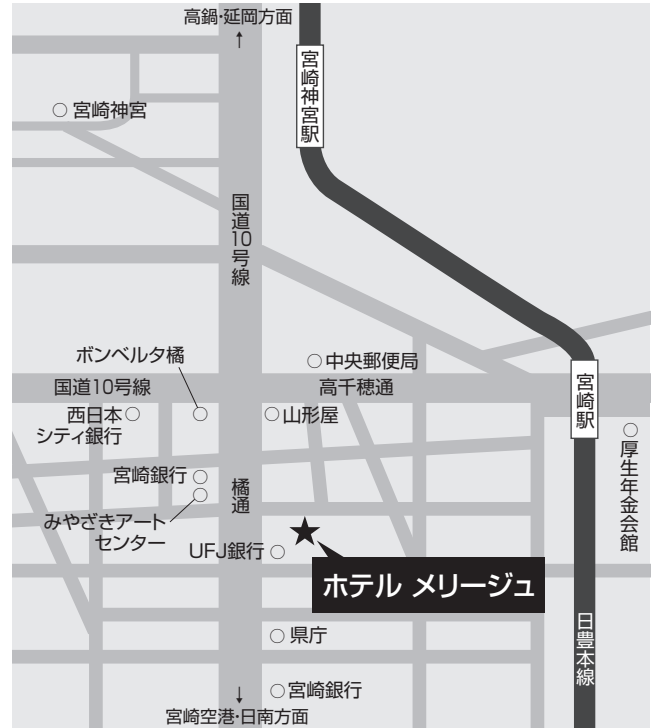 高鍋・延岡方面
↑
宮崎神宮駅
○ 宮崎神宮
国道10号線
ボンベルタ橘
○中央郵便局
国道10号線
高千穂通
宮崎駅
西日本○
シティ銀行
○山形屋
○厚生年金会館
宮崎銀行○
橘通
みやざきアート
センター
UFJ銀行○
★
ホテル メリージュ
○県庁
日豊本線
○宮崎銀行
↓
宮崎空港・日南方面